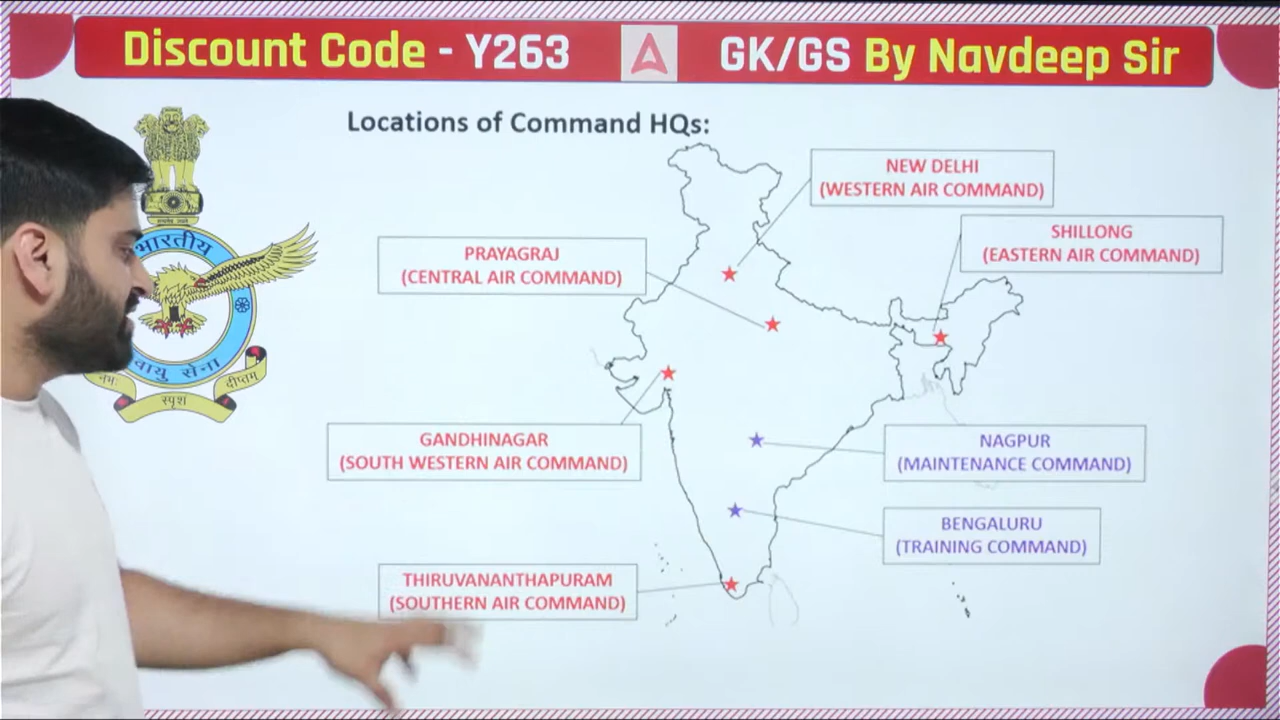 Discount Code - Y263
GK/GS By Navdeep Sir
Locations of Command HQs:
NEW DELHI
(WESTERN AIR COMMAND)
SHILLONG
(EASTERN AIR COMMAND)
PRAYAGRAJ
(CENTRAL AIR COMMAND)
भारतीय
वायु सेना
नभः
स्पृशं
दीप्तम्
GANDHINAGAR
(SOUTH WESTERN AIR COMMAND)
NAGPUR
(MAINTENANCE COMMAND)
BENGALURU
(TRAINING COMMAND)
THIRUVANANTHAPURAM
(SOUTHERN AIR COMMAND)